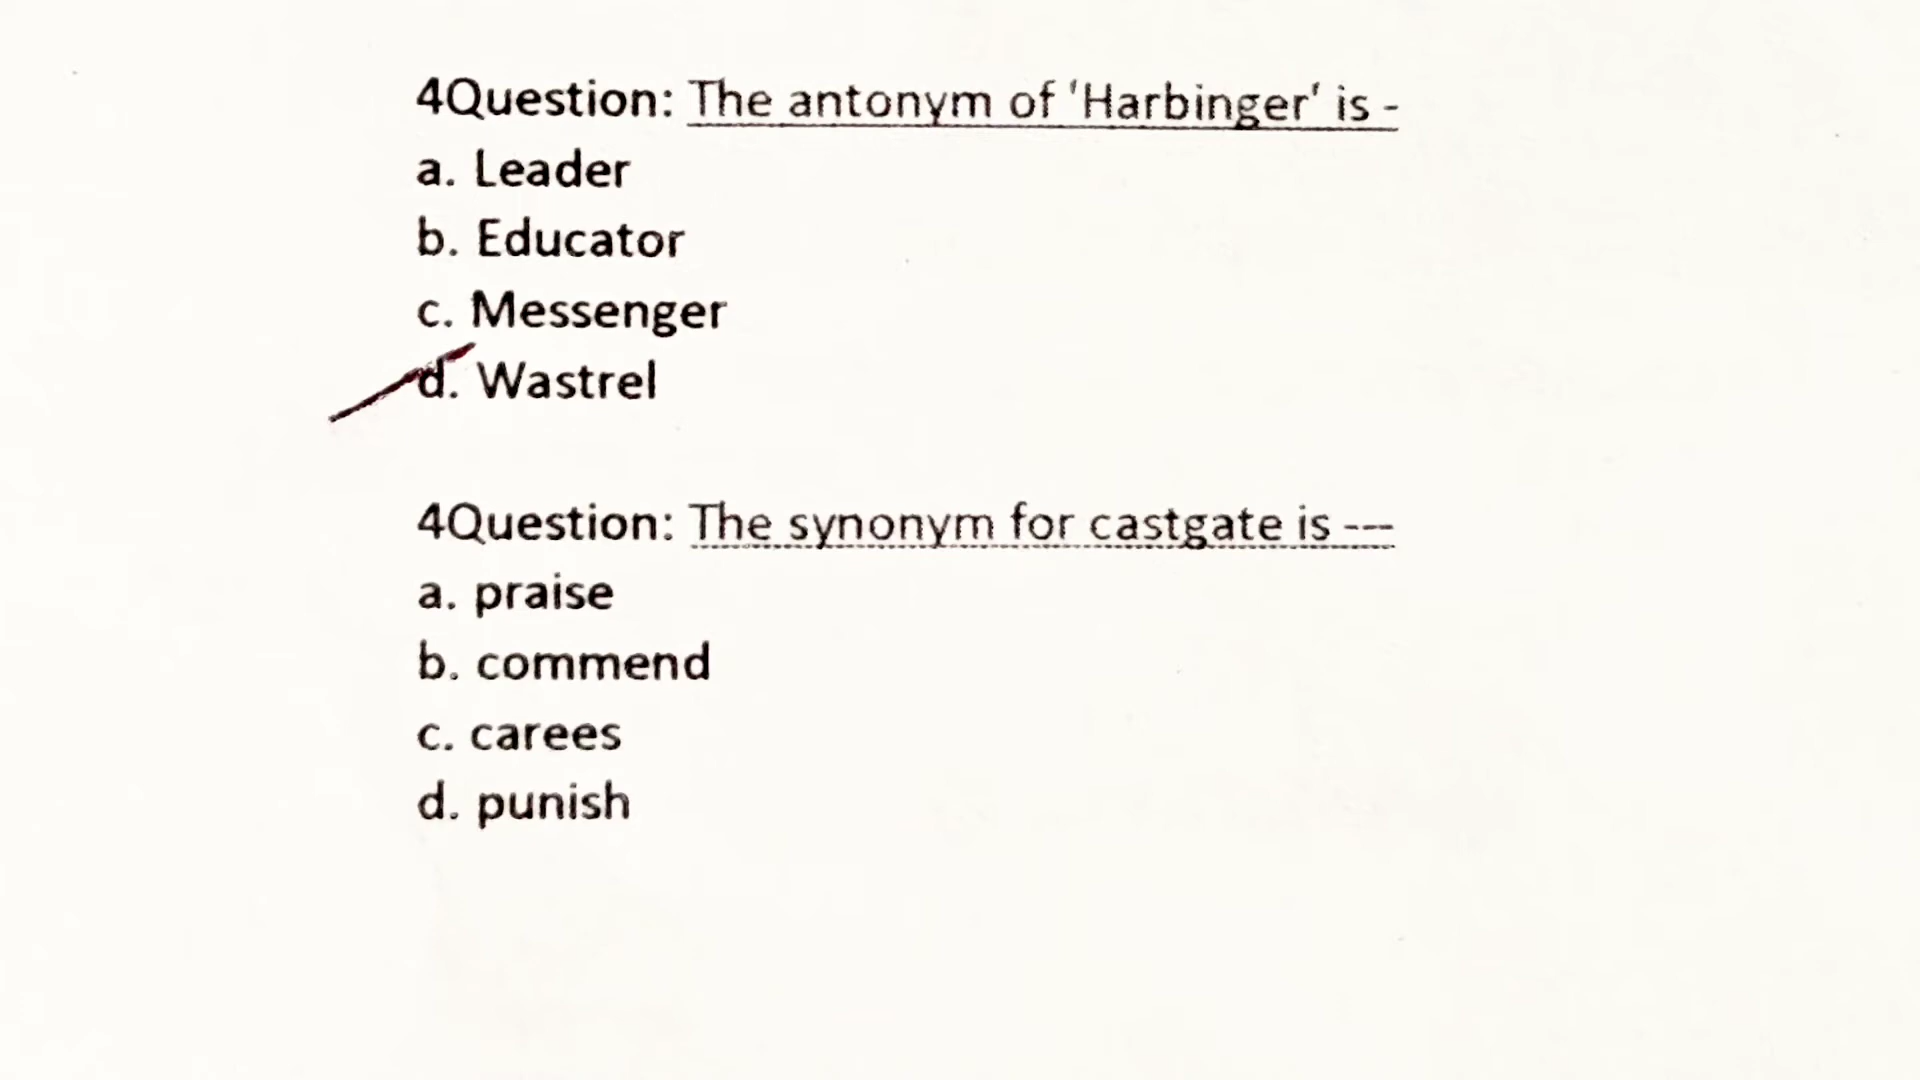 4Question: The antonym of 'Harbinger' is -
a. Leader
b. Educator
c. Messenger
d. Wastrel
4Question: The synonym for castgate is ---
a. praise
b. commend
c. carees
d. punish